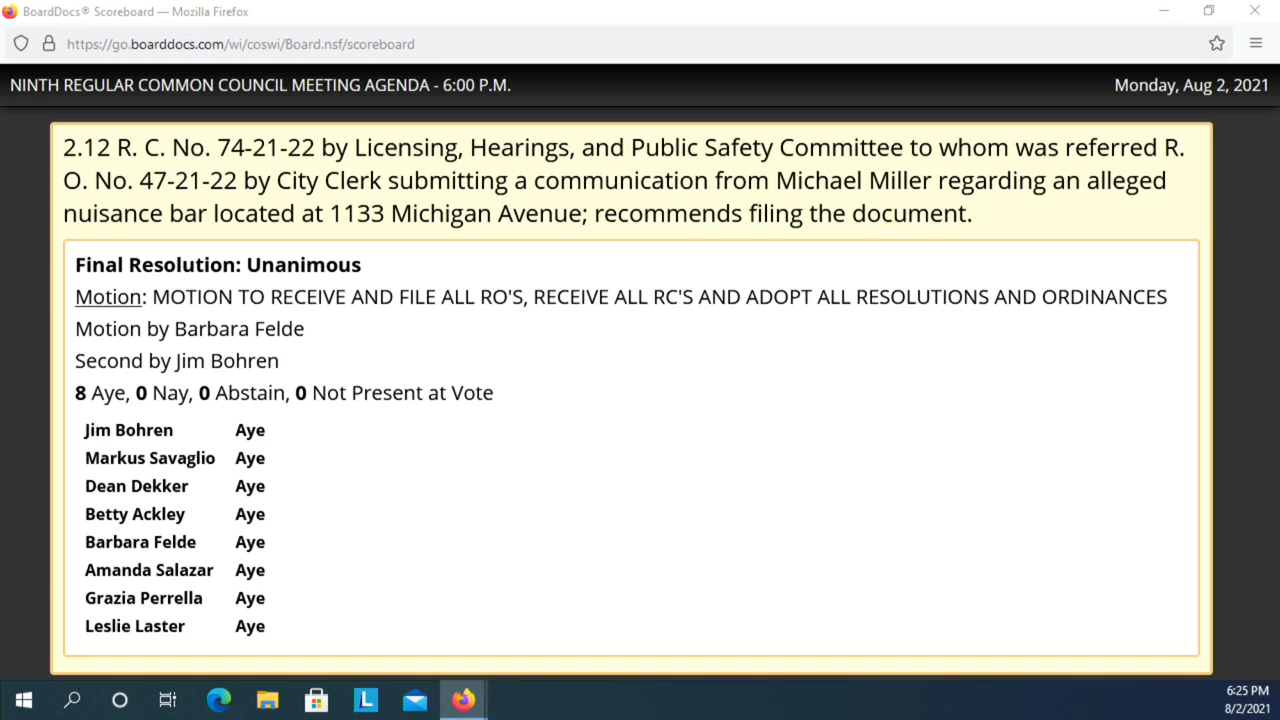 BoardDocs® Scoreboard — Mozilla Firefox
https://go.boarddocs.com/wi/coswi/Board.nsf/scoreboard
NINTH REGULAR COMMON COUNCIL MEETING AGENDA - 6:00 P.M.
Monday, Aug 2, 2021
2.12 R. C. No. 74-21-22 by Licensing, Hearings, and Public Safety Committee to whom was referred R.
O. No. 47-21-22 by City Clerk submitting a communication from Michael Miller regarding an alleged
nuisance bar located at 1133 Michigan Avenue; recommends filing the document.
Final Resolution: Unanimous
Motion: MOTION TO RECEIVE AND FILE ALL RO'S, RECEIVE ALL RC'S AND ADOPT ALL RESOLUTIONS AND ORDINANCES
Motion by Barbara Felde
Second by Jim Bohren
8 Aye, 0 Nay, 0 Abstain, 0 Not Present at Vote
Jim Bohren Aye
Markus Savaglio Aye
Dean Dekker Aye
Betty Ackley Aye
Barbara Felde Aye
Amanda Salazar Aye
Grazia Perrella Aye
Leslie Laster Aye
L
6:25 PM
8/2/2021